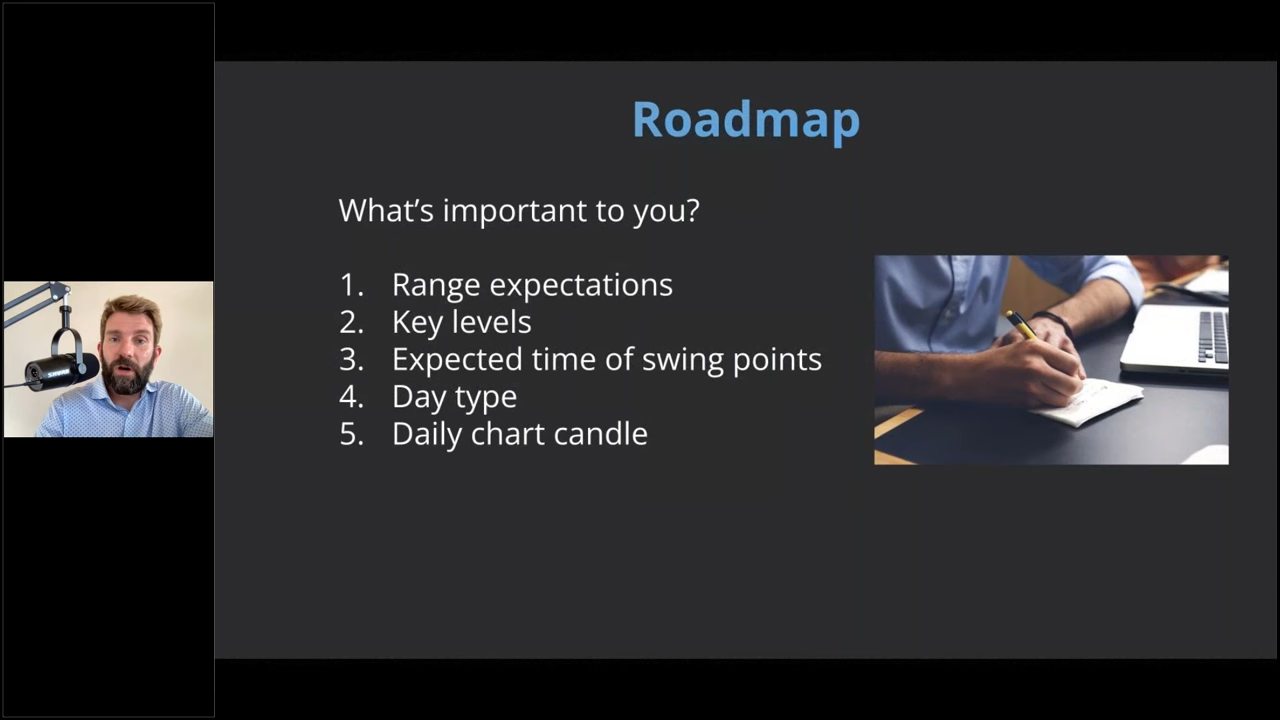 Roadmap
What's important to you?
1. Range expectations
2. Key levels
3. Expected time of swing points
4. Day type
5. Daily chart candle